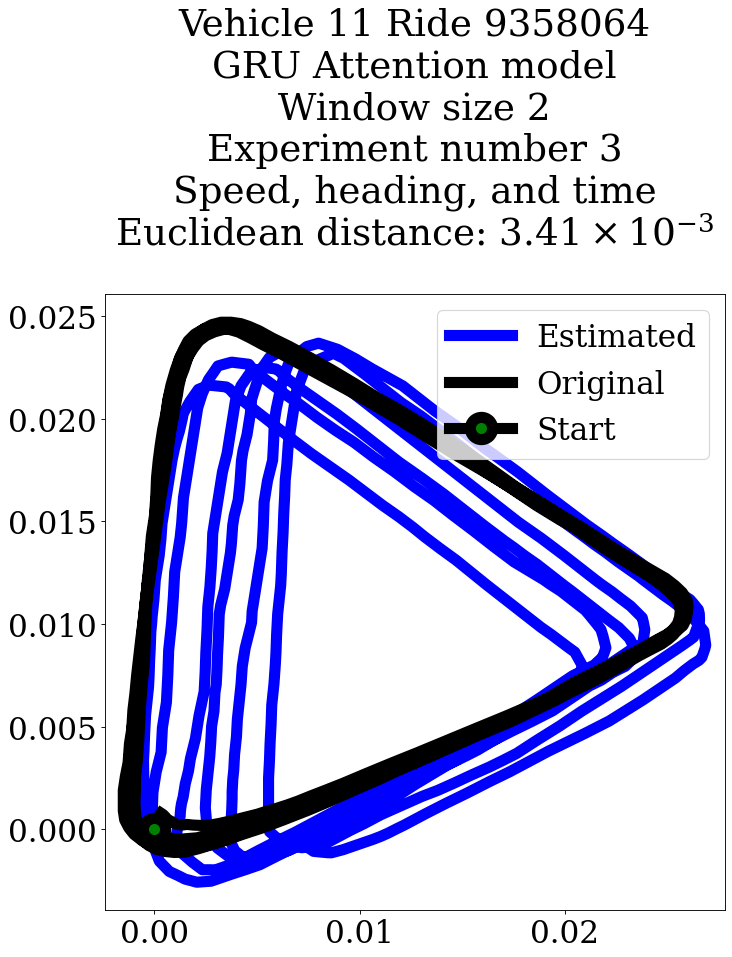 Vehicle 11 Ride 9358064
GRU Attention model
Window size 2
Experiment number 3
Speed, heading, and time
Euclidean distance: 3.41 × 10⁻³
Estimated
Original
Start
0.025
0.020
0.015
0.010
0.005
0.000
0.00 0.01 0.02